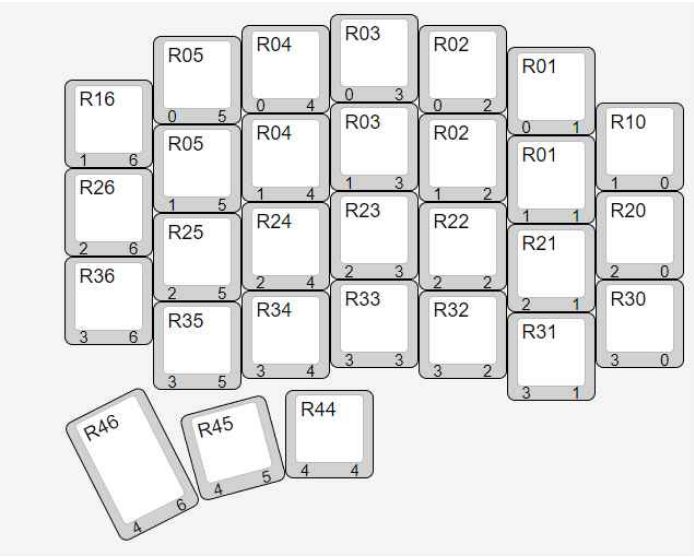 R03
0 3
R04
0 4
R02
0 2
R05
0 5
R01
0 1
R16
1 6
R03
1 3
R04
1 4
R02
1 2
R10
1 0
R05
1 5
R01
1 1
R26
2 6
R23
2 3
R24
2 4
R22
2 2
R20
2 0
R25
2 5
R21
2 1
R36
3 6
R33
3 3
R34
3 4
R32
3 2
R30
3 0
R35
3 5
R31
3 1
R46
4 6
R45
4 5
R44
4 4